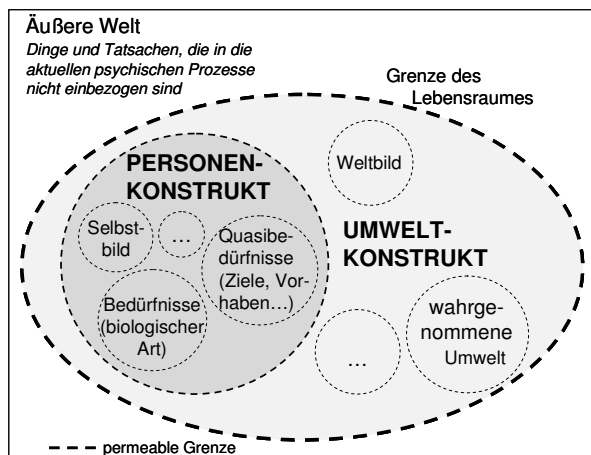 Äußere Welt
Dinge und Tatsachen, die in die
aktuellen psychischen Prozesse
nicht einbezogen sind
Grenze des
Lebensraumes
PERSONEN-
KONSTRUKT
Selbst-
bild
...
Quasibe-
dürfnisse
(Ziele, Vor-
haben...)
Bedürfnisse
(biologischer
Art)
Weltbild
UMWELT-
KONSTRUKT
wahrge-
nommene
Umwelt
...
permeable Grenze